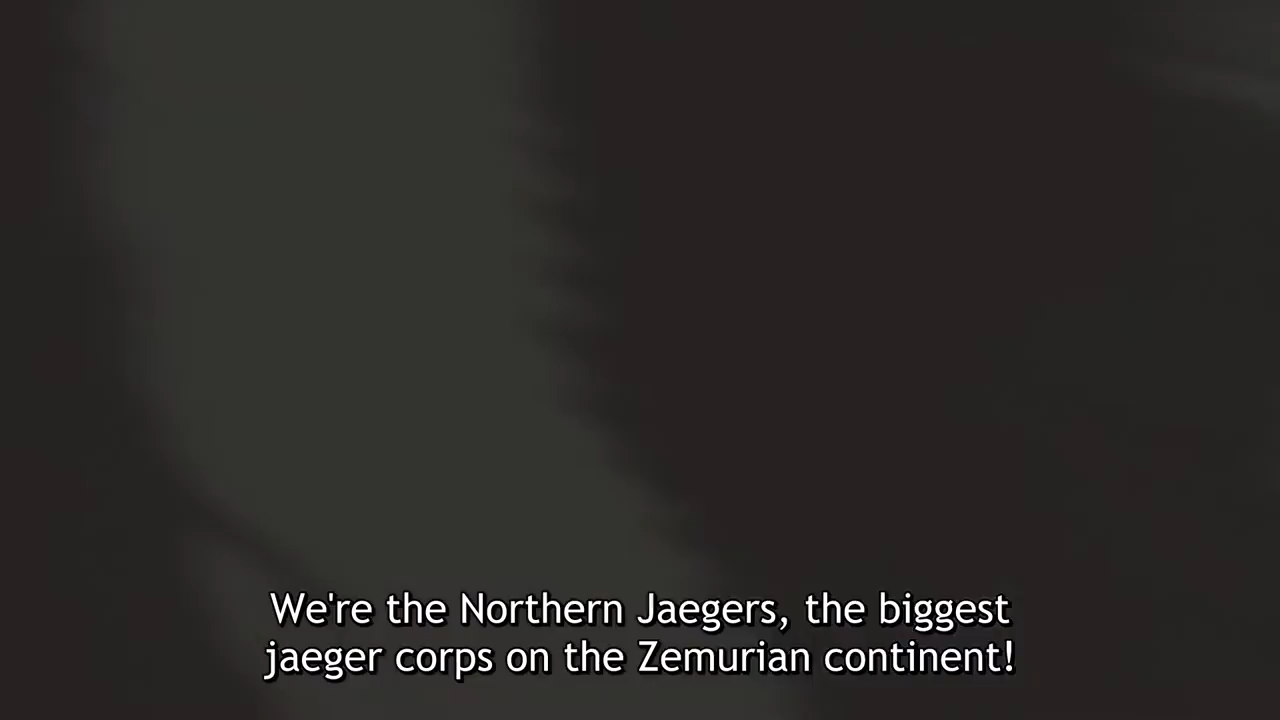 We're the Northern Jaegers, the biggest
jaeger corps on the Zemurian continent!